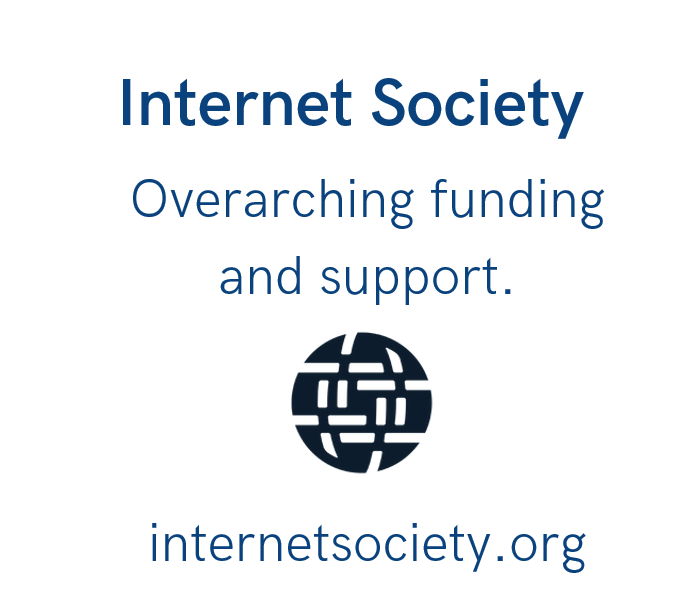 Internet Society
Overarching funding
and support.
internetsociety.org